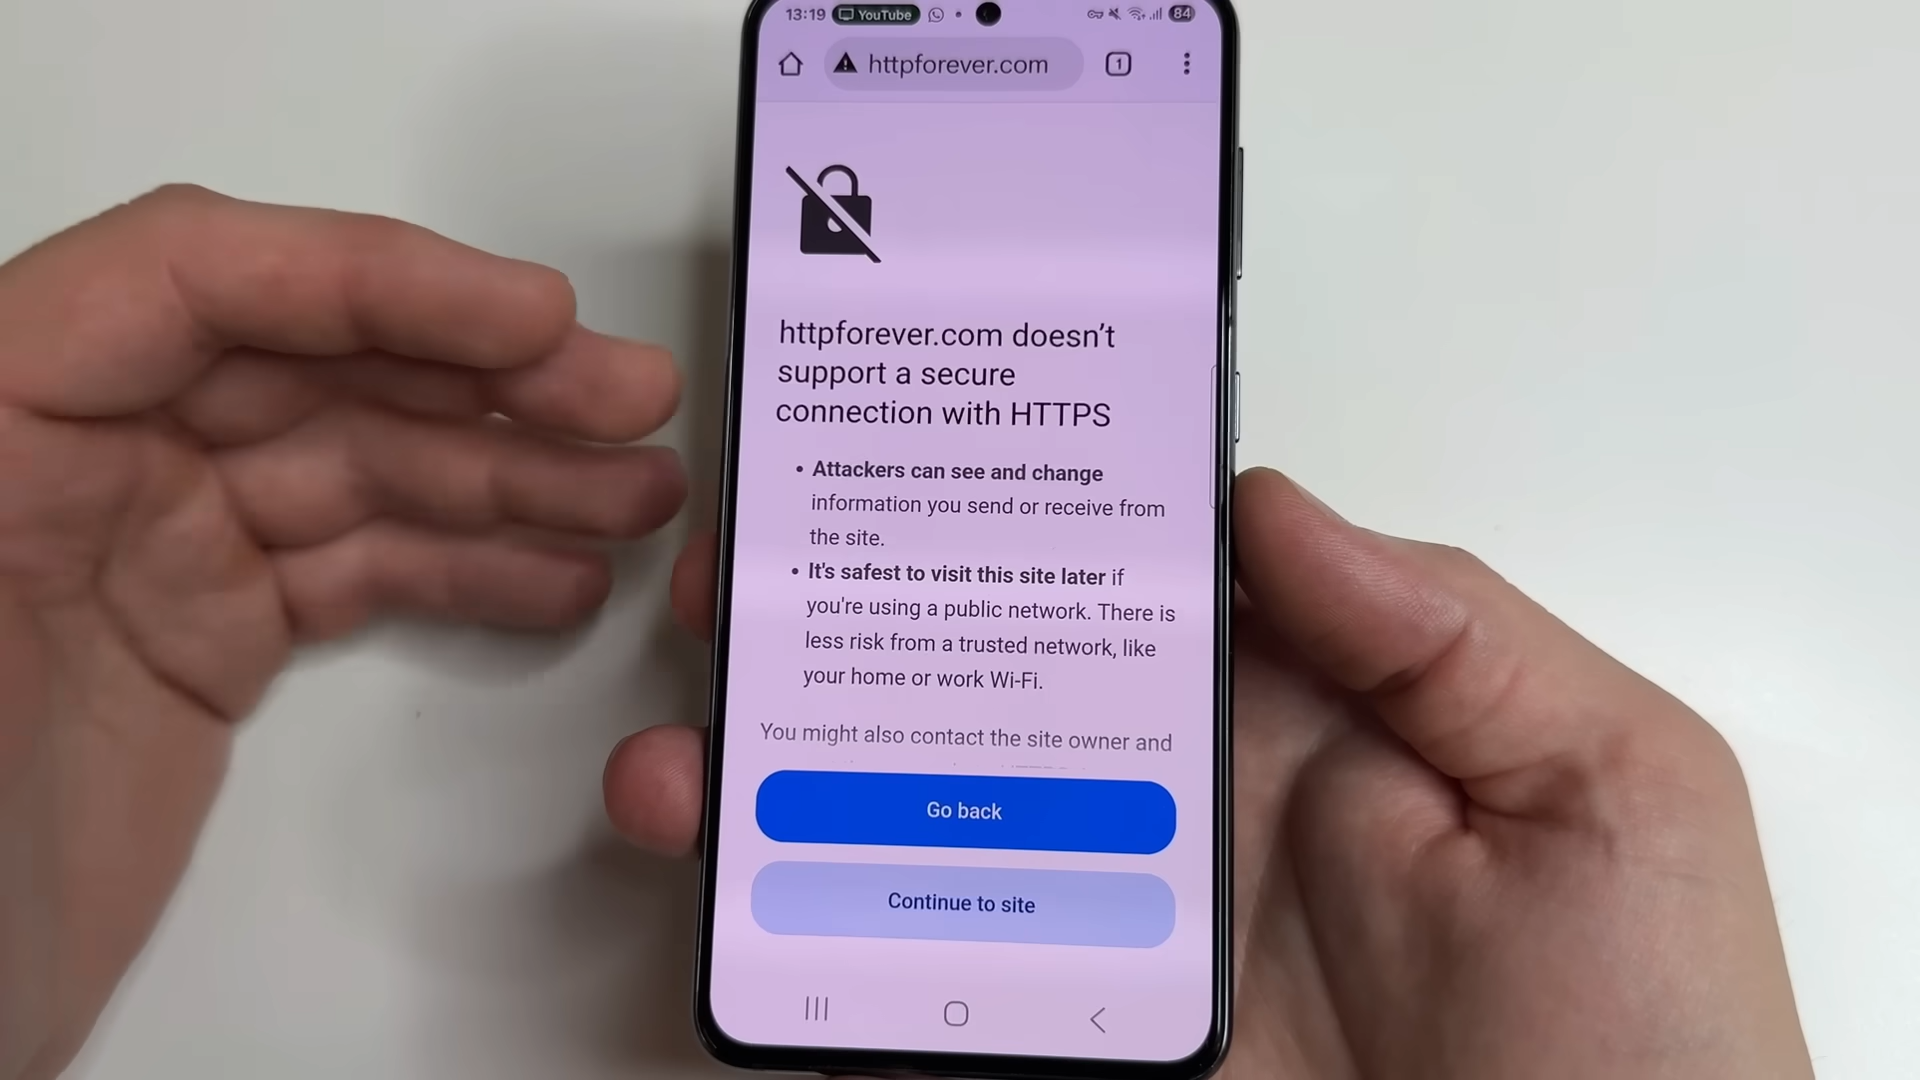 13:19 YouTube 84
httpforever.com 1
httpforever.com doesn't
support a secure
connection with HTTPS
• Attackers can see and change
information you send or receive from
the site.
• It's safest to visit this site later if
you're using a public network. There is
less risk from a trusted network, like
your home or work Wi-Fi.
You might also contact the site owner and
Go back
Continue to site